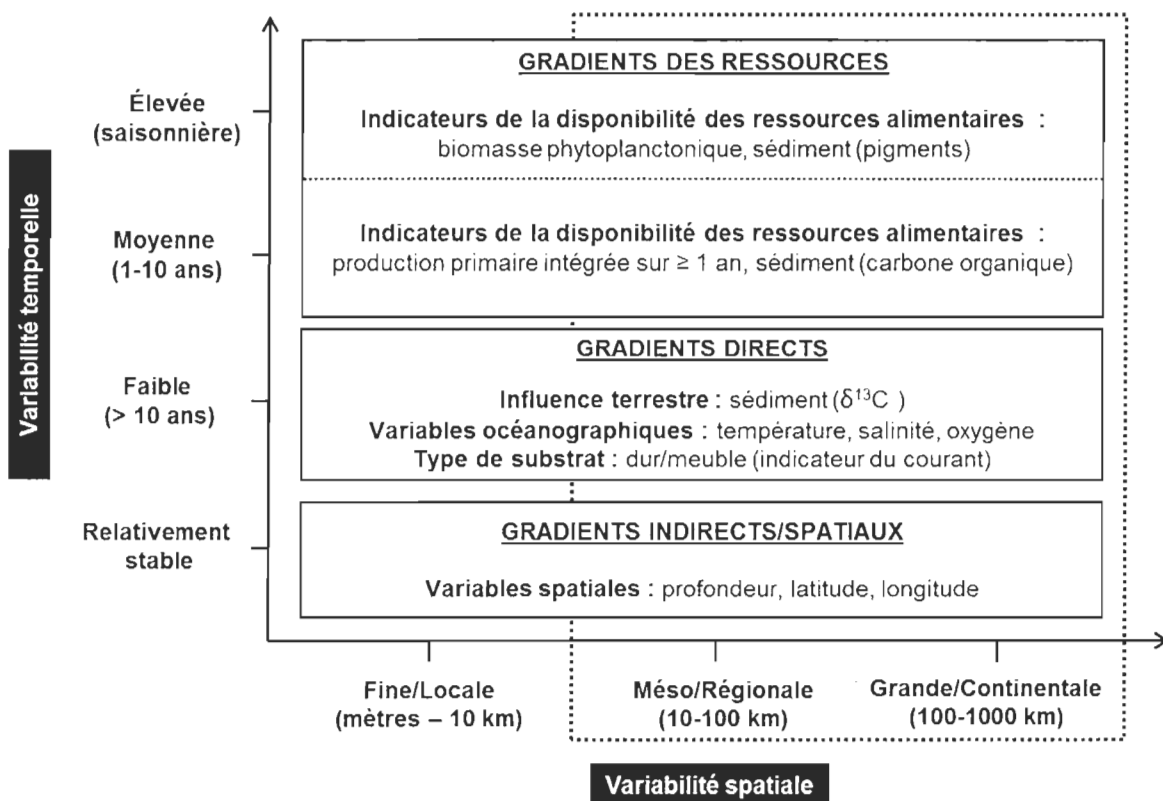 GRADIENTS DES RESSOURCES
Élevée
(saisonnière)
Indicateurs de la disponibilité des ressources alimentaires :
biomasse phytoplanctonique, sédiment (pigments)
Moyenne
(1-10 ans)
Indicateurs de la disponibilité des ressources alimentaires :
production primaire intégrée sur ≥ 1 an, sédiment (carbone organique)
Variabilité temporelle
GRADIENTS DIRECTS
Faible
(> 10 ans)
Influence terrestre : sédiment (δ¹³C )
Variables océanographiques : température, salinité, oxygène
Type de substrat : dur/meuble (indicateur du courant)
Relativement
stable
GRADIENTS INDIRECTS/SPATIAUX
Variables spatiales : profondeur, latitude, longitude
Fine/Locale
(mètres – 10 km)
Méso/Régionale
(10-100 km)
Grande/Continentale
(100-1000 km)
Variabilité spatiale